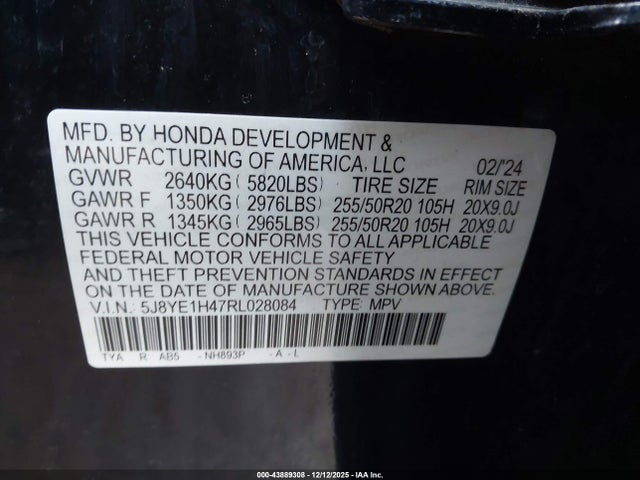 MFD. BY HONDA DEVELOPMENT &
MANUFACTURING OF AMERICA, LLC 02/'24
GVWR 2640KG ( 5820LBS) TIRE SIZE RIM SIZE
GAWR F 1350KG ( 2976LBS) 255/50R20 105H 20X9.0J
GAWR R 1345KG ( 2965LBS) 255/50R20 105H 20X9.0J
THIS VEHICLE CONFORMS TO ALL APPLICABLE
FEDERAL MOTOR VEHICLE SAFETY
AND THEFT PREVENTION STANDARDS IN EFFECT
ON THE DATE OF MANUFACTURE SHOWN ABOVE.
V.I.N.: 5J8YE1H47RL028084 TYPE: MPV
TYA R AB5 - NH893P - A - L
000-43889308 - 12/12/2025 - IAA Inc.